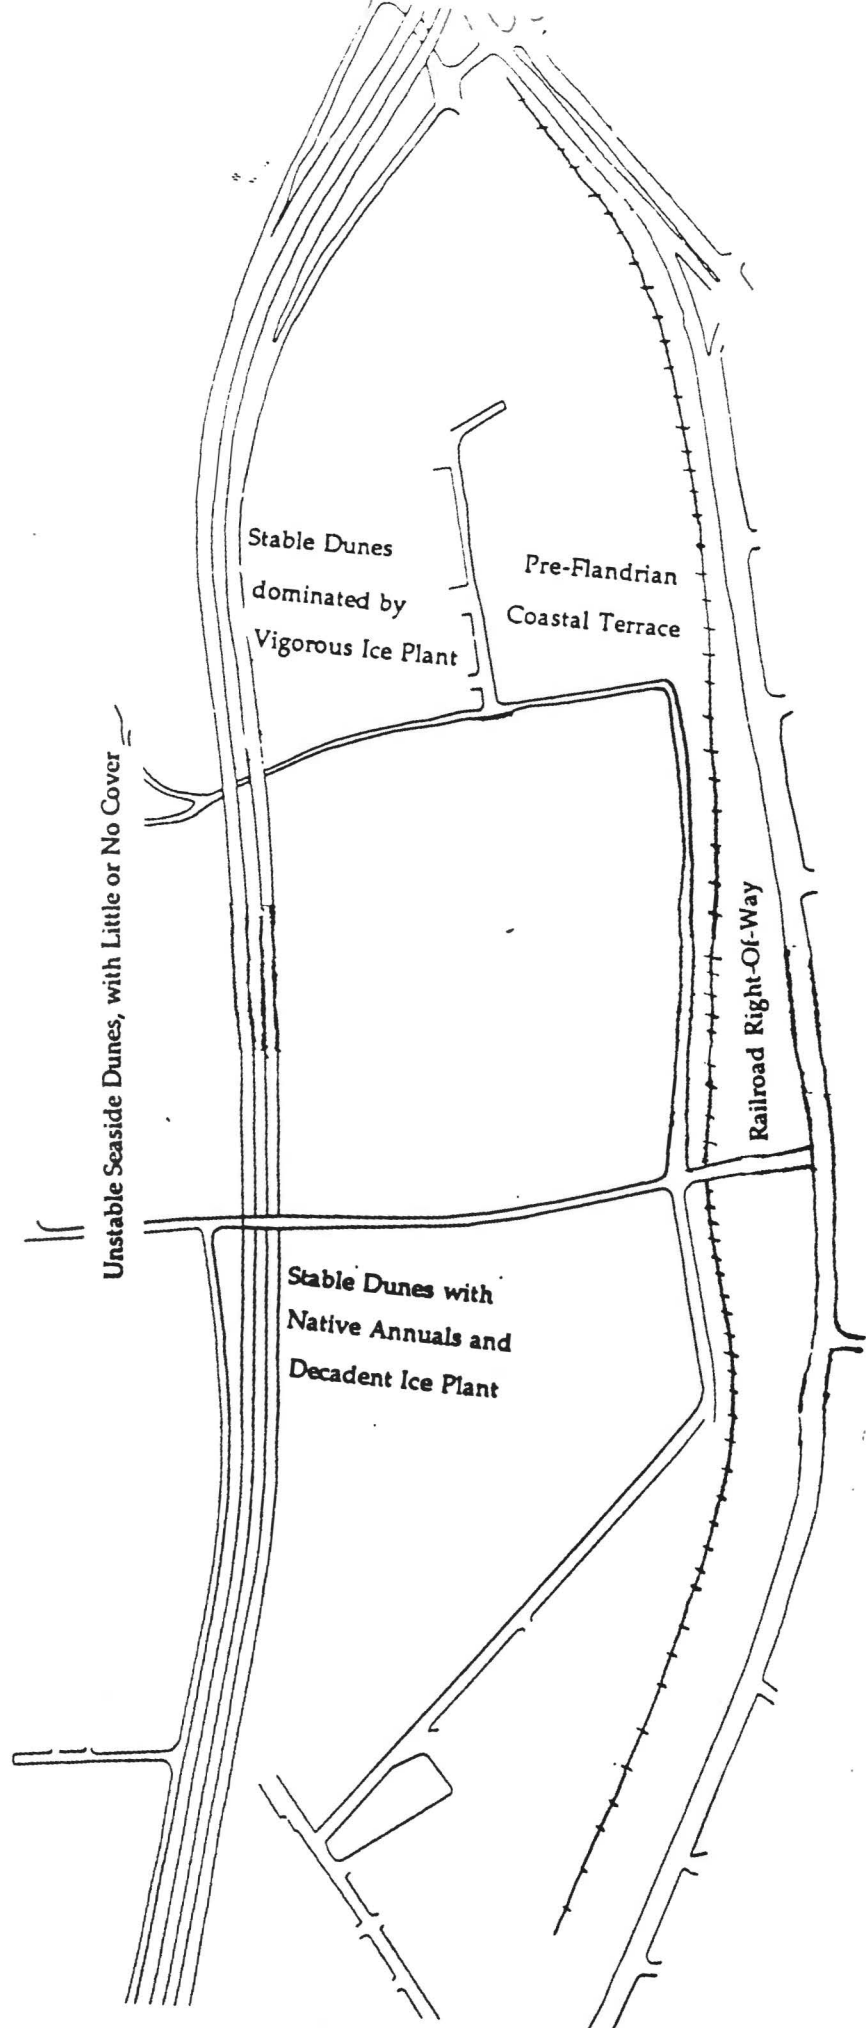 Stable Dunes
dominated by
Vigorous Ice Plant
Pre-Flandrian
Coastal Terrace
Unstable Seaside Dunes, with Little or No Cover
Railroad Right-Of-Way
Stable Dunes with
Native Annuals and
Decadent Ice Plant